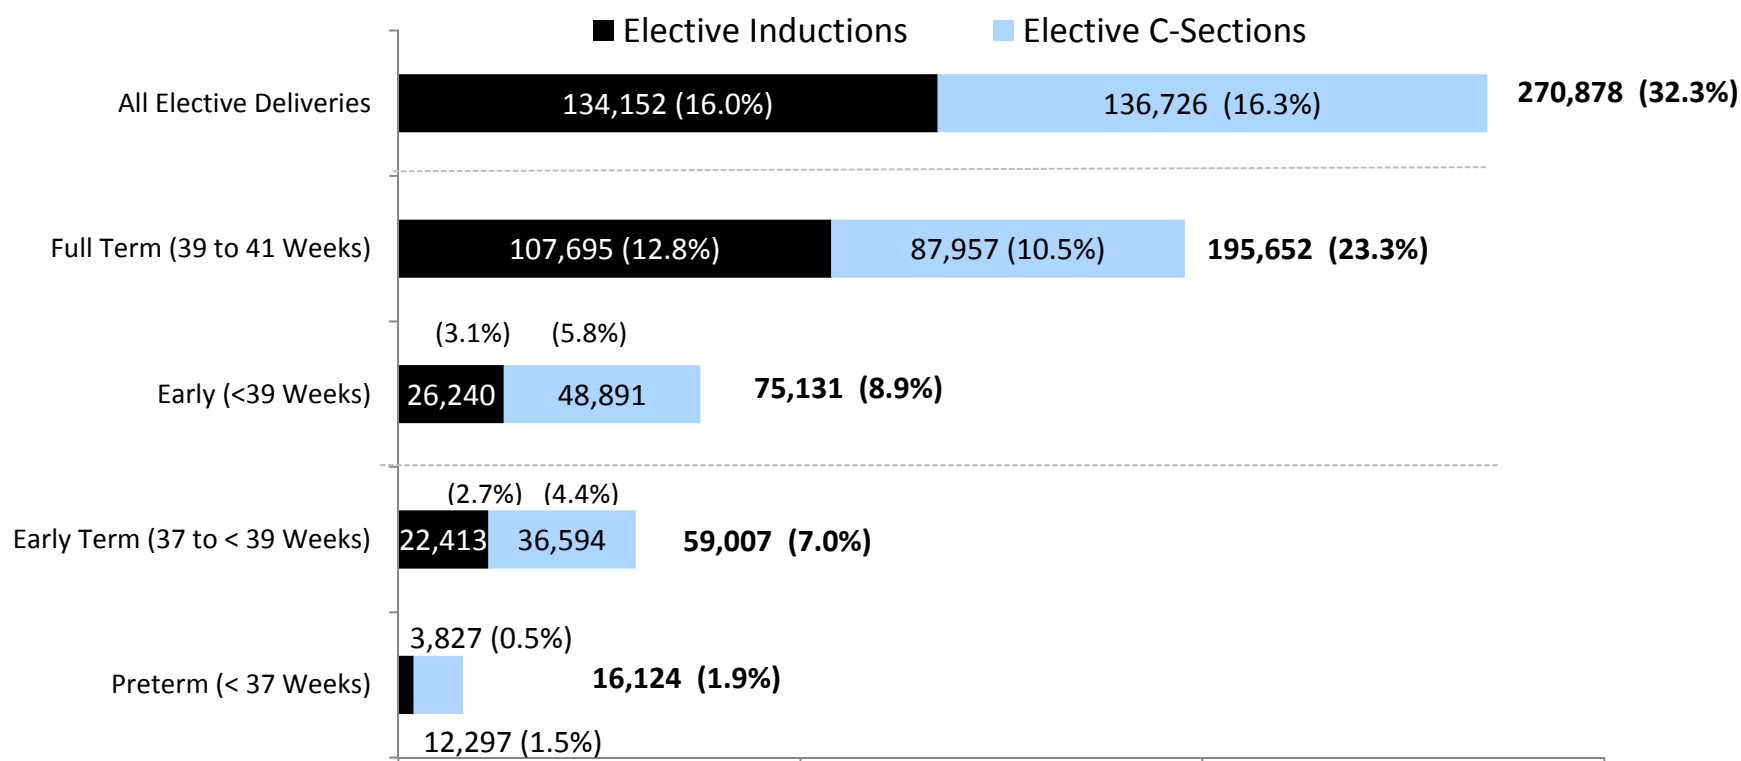 Elective Inductions Elective C-Sections
All Elective Deliveries 134,152 (16.0%) 136,726 (16.3%) 270,878 (32.3%)
Full Term (39 to 41 Weeks) 107,695 (12.8%) 87,957 (10.5%) 195,652 (23.3%)
(3.1%) (5.8%)
Early (<39 Weeks) 26,240 48,891 75,131 (8.9%)
(2.7%) (4.4%)
Early Term (37 to < 39 Weeks) 22,413 36,594 59,007 (7.0%)
3,827 (0.5%)
Preterm (< 37 Weeks) 16,124 (1.9%)
12,297 (1.5%)